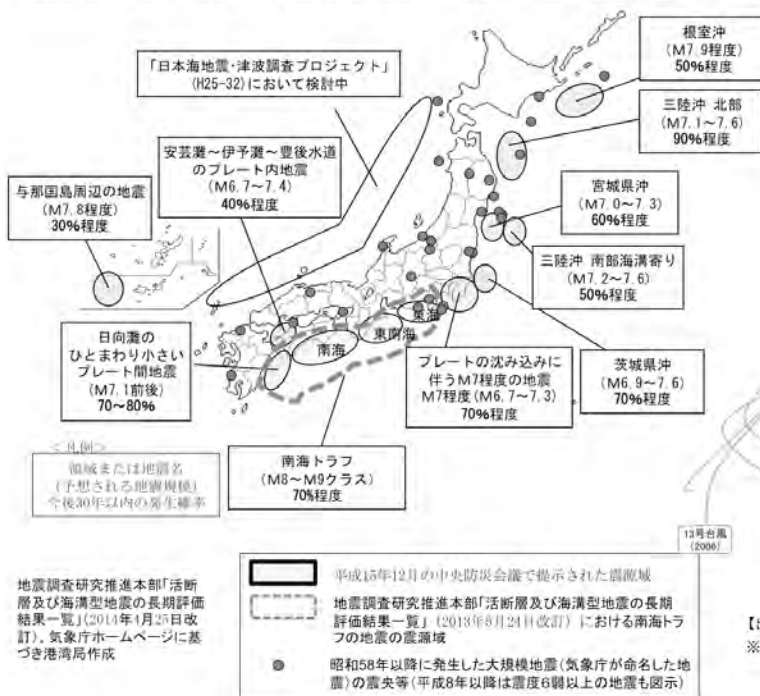 「日本海地震・津波調査プロジェクト」
(H25-32)において検討中
根室沖
(M7.9程度)
50%程度
三陸沖 北部
(M7.1～7.6)
90%程度
安芸灘～伊予灘～豊後水道
のプレート内地震
(M6.7～7.4)
40%程度
与那国島周辺の地震
(M7.8程度)
30%程度
宮城県沖
(M7.0～7.3)
60%程度
三陸沖 南部海溝寄り
(M7.2～7.6)
50%程度
日向灘の
ひとまわり小さい
プレート間地震
(M7.1前後)
70～80%
南海
東南海
東海
プレートの沈み込みに
伴うM7程度の地震
M7程度(M6.7～7.3)
70%程度
茨城県沖
(M6.9～7.6)
70%程度
<凡例>
領域または地震名
(予想される地震規模)
今後30年以内の発生確率
南海トラフ
(M8～M9クラス)
70%程度
13号台風
(2006)
地震調査研究推進本部「活断
層及び海溝型地震の長期評価
結果一覧」(2014年4月25日改
訂)、気象庁ホームページに基
づき港湾局作成
平成15年12月の中央防災会議で提示された震源域
地震調査研究推進本部「活断層及び海溝型地震の長期
評価結果一覧」(2013年8月24日改訂)における南海トラ
フの地震の震源域
昭和58年以降に発生した大規模地震(気象庁が命名した地
震)の震央等(平成8年以降は震度6弱以上の地震も図示)
※